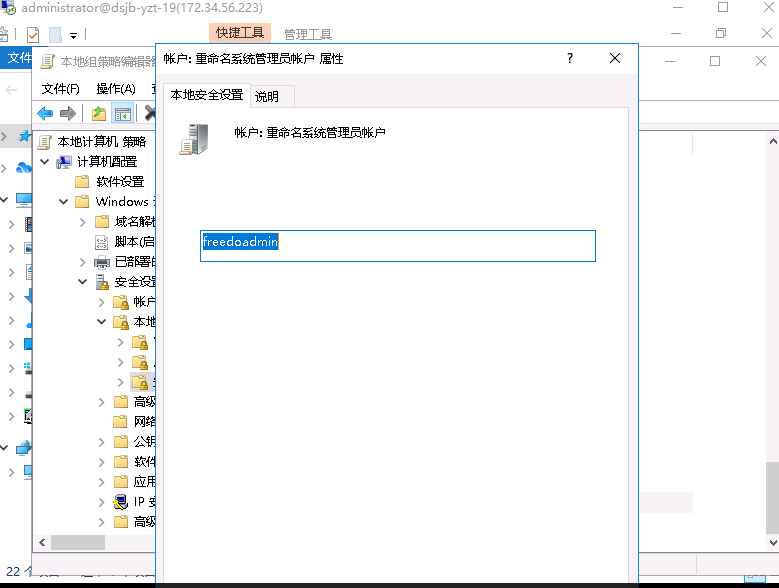 administrator@dsjb-yzt-19(172.34.56.223)
快捷工具
管理工具
文件
本地组策略编辑器
文件(F) 操作(A)
帐户: 重命名系统管理员帐户 属性
?
本地安全设置
说明
帐户: 重命名系统管理员帐户
freedoadmin
本地计算机 策略
计算机配置
软件设置
Windows
域名解析
脚本(启
已部署的
安全设置
帐户
本地
高级
网络
公钥
软件
应用
IP 安
高级
22 个